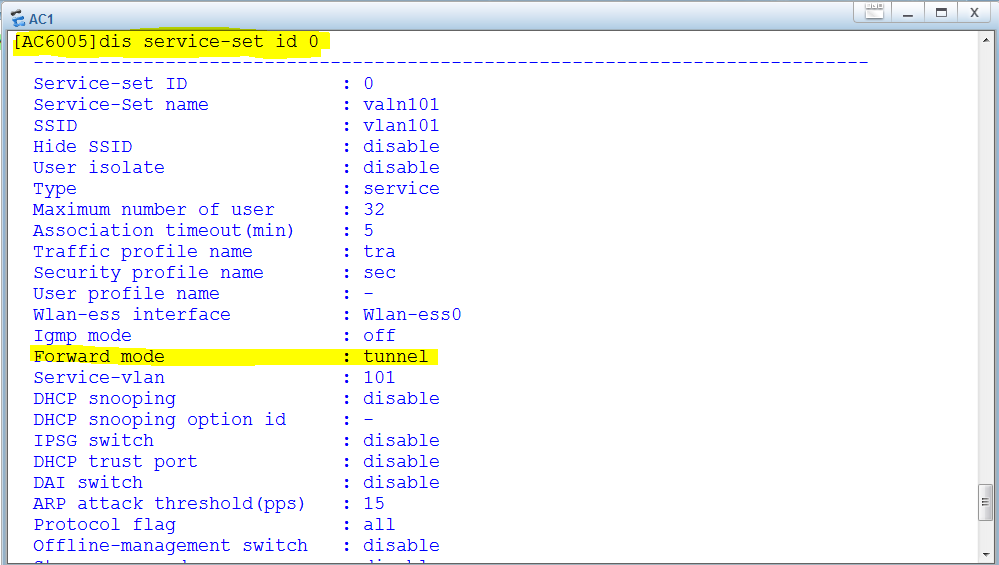 AC1
[AC6005]dis service-set id 0
----------------------------------------------------------------------------
Service-set ID : 0
Service-Set name : valn101
SSID : vlan101
Hide SSID : disable
User isolate : disable
Type : service
Maximum number of user : 32
Association timeout(min) : 5
Traffic profile name : tra
Security profile name : sec
User profile name : -
Wlan-ess interface : Wlan-ess0
Igmp mode : off
Forward mode : tunnel
Service-vlan : 101
DHCP snooping : disable
DHCP snooping option id : -
IPSG switch : disable
DHCP trust port : disable
DAI switch : disable
ARP attack threshold(pps) : 15
Protocol flag : all
Offline-management switch : disable